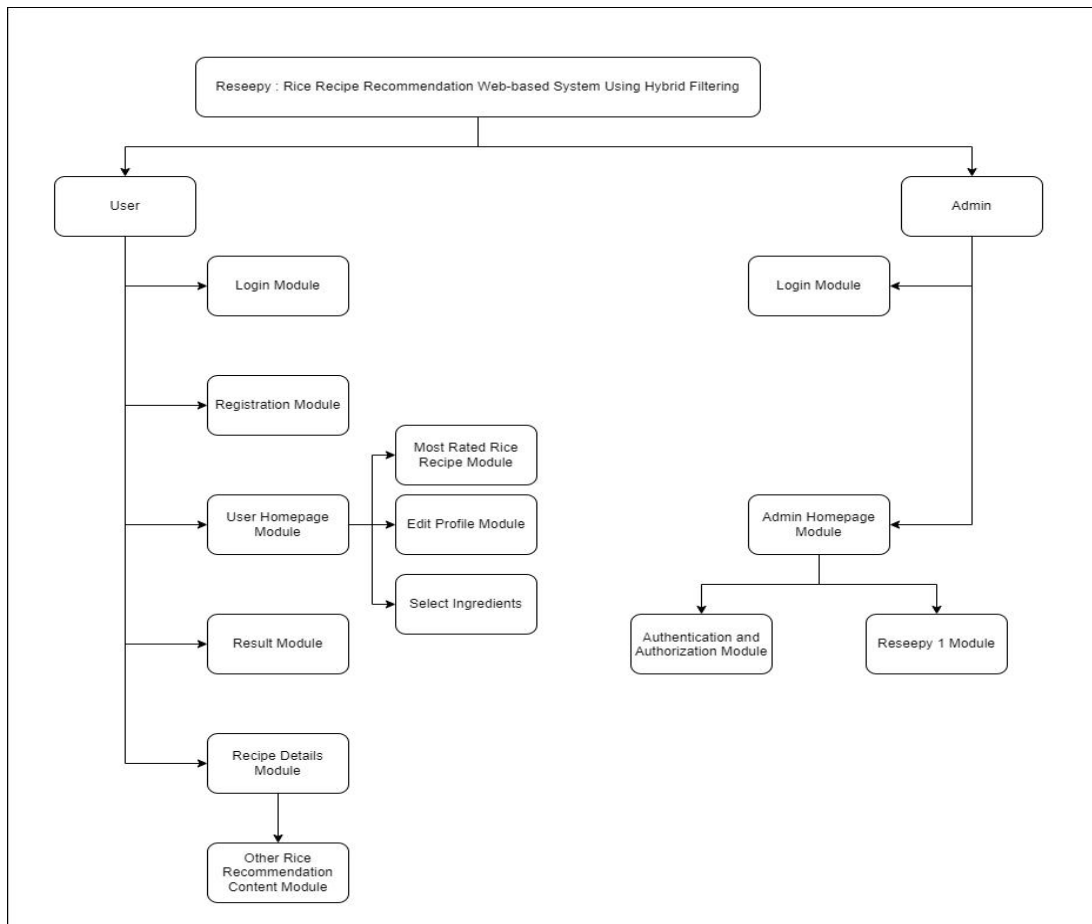 Reseepy : Rice Recipe Recommendation Web-based System Using Hybrid Filtering
User
Admin
Login Module
Login Module
Registration Module
Most Rated Rice
Recipe Module
User Homepage
Module
Edit Profile Module
Admin Homepage
Module
Select Ingredients
Result Module
Authentication and
Authorization Module
Reseepy 1 Module
Recipe Details
Module
Other Rice
Recommendation
Content Module